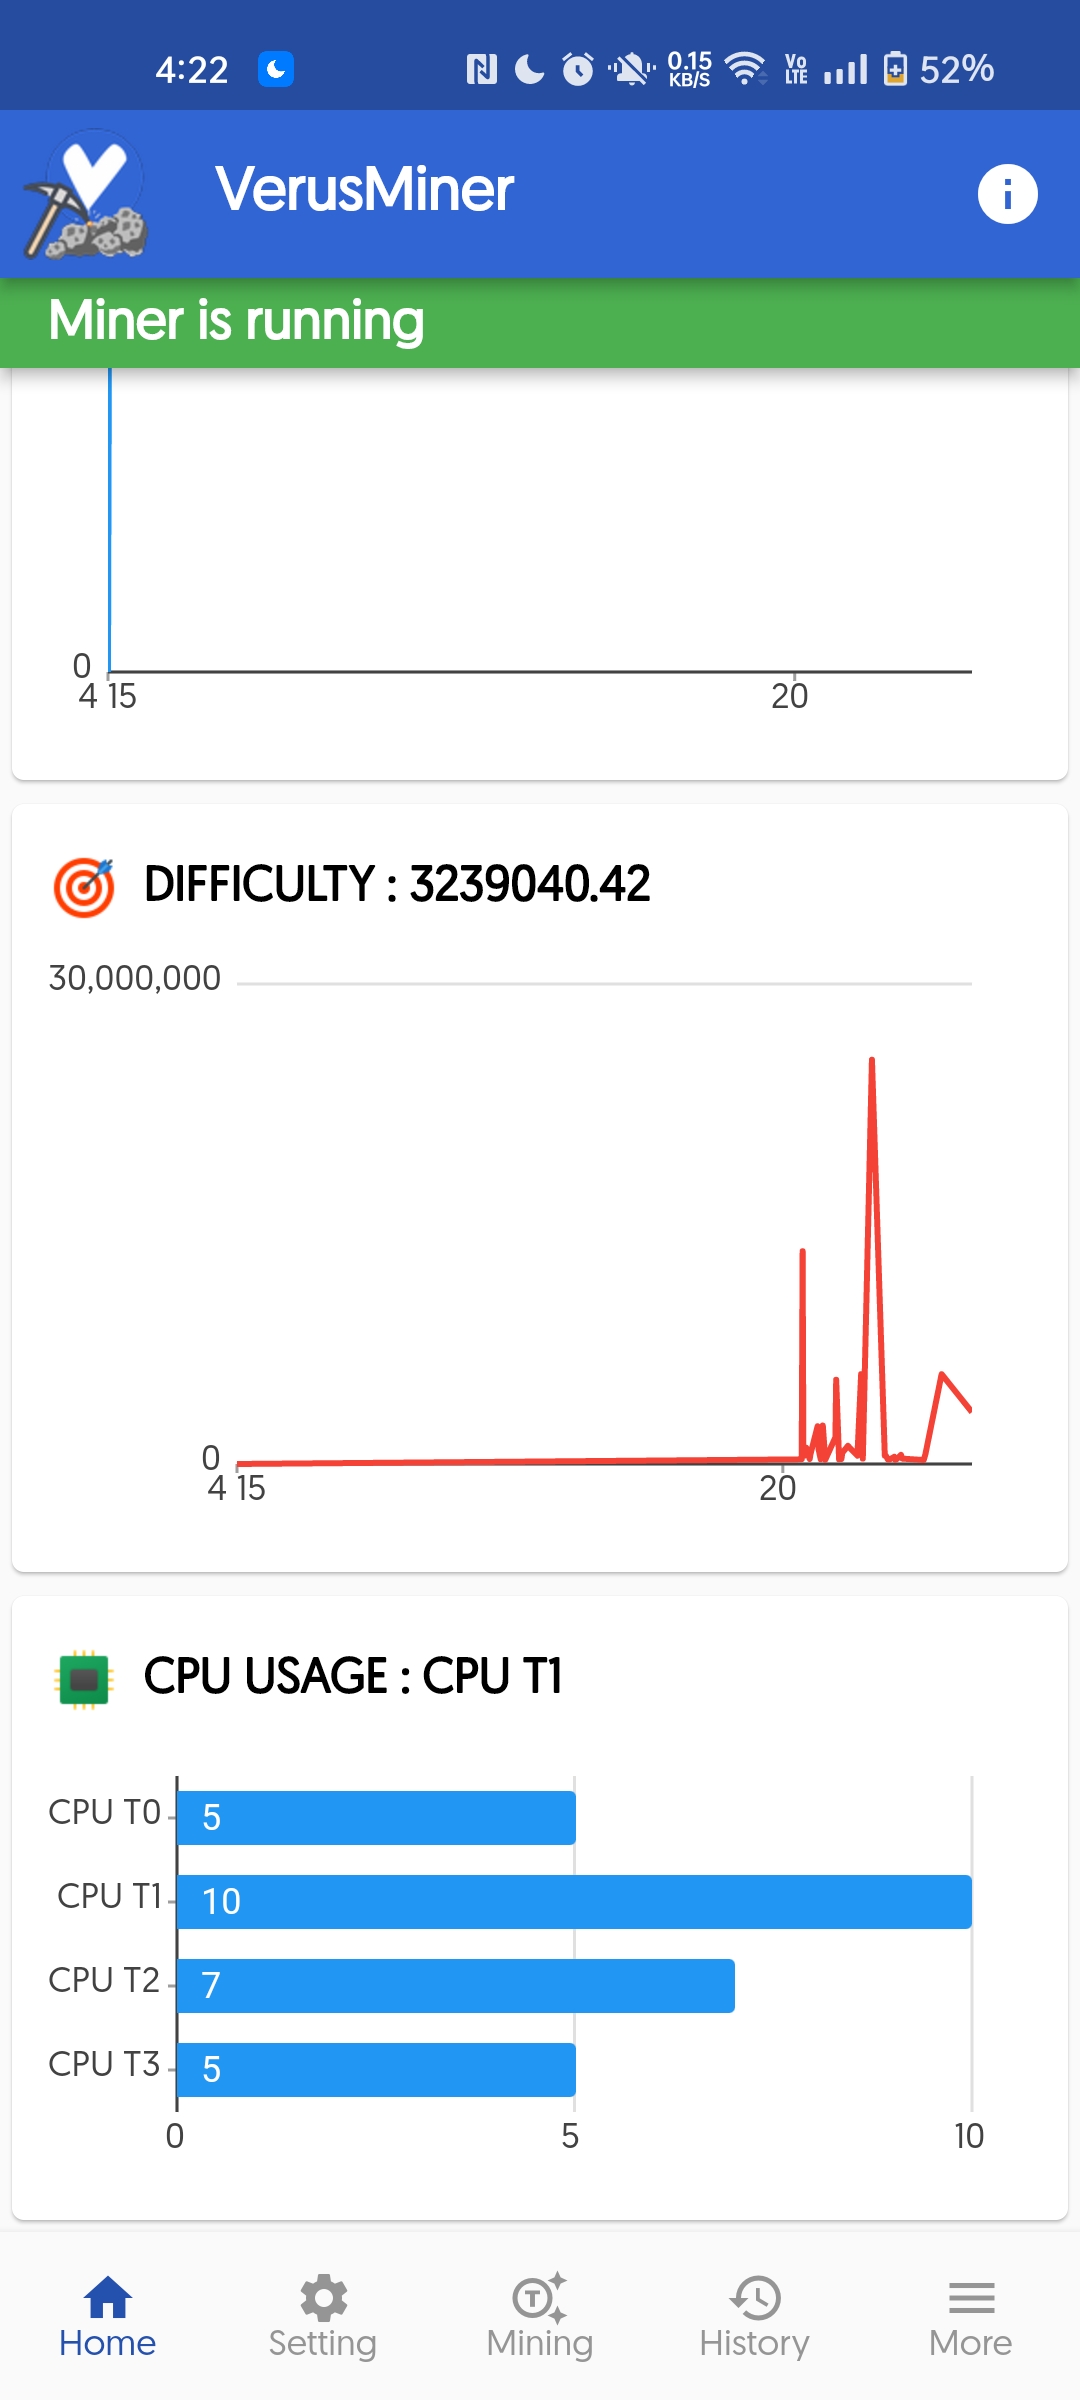 4:22
0.15 KB/S
Vo LTE
52%
VerusMiner
Miner is running
0
4 15
20
DIFFICULTY : 3239040.42
30,000,000
0
4 15
20
CPU USAGE : CPU T1
CPU T0 5
CPU T1 10
CPU T2 7
CPU T3 5
0 5 10
Home Setting Mining History More